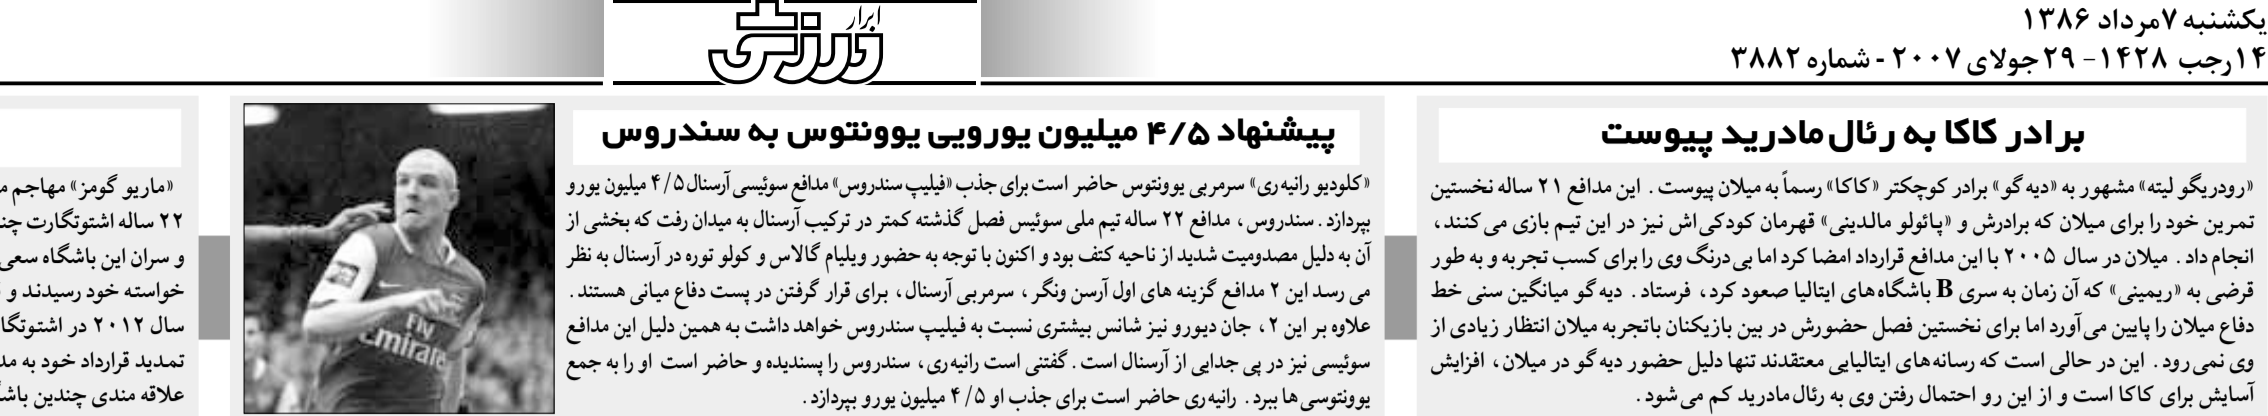 یکشنبه ۷مرداد ۱۳۸۶
۱۴رجب ۱۴۲۸- ۲۹جولای ۲۰۰۷ - شماره ۳۸۸۲
ابرار
ورزشی
برادر کاکا به رئال مادرید پیوست
«رودریگو لیته» مشهور به «دیه گو» برادر کوچکتر «کاکا» رسماً به میلان پیوست . این مدافع ۲۱ ساله نخستین
تمرین خود را برای میلان که برادرش و «پائولو مالدینی» قهرمان کودکی اش نیز در این تیم بازی می کنند ،
انجام داد . میلان در سال ۲۰۰۵ با این مدافع قرارداد امضا کرد اما بی درنگ وی را برای کسب تجربه و به طور
قرضی به «ریمینی» که آن زمان به سری B باشگاه های ایتالیا صعود کرد ، فرستاد . دیه گو میانگین سنی خط
دفاع میلان را پایین می آورد اما برای نخستین فصل حضورش در بین بازیکنان باتجربه میلان انتظار زیادی از
وی نمی رود . این در حالی است که رسانه های ایتالیایی معتقدند تنها دلیل حضور دیه گو در میلان ، افزایش
آسایش برای کاکا است و از این رو احتمال رفتن وی به رئال مادرید کم می شود .
پیشنهاد ۴/۵ میلیون یورویی یوونتوس به سندروس
«کلودیو رانیه ری» سرمربی یوونتوس حاضر است برای جذب «فیلیپ سندروس» مدافع سوئیسی آرسنال ۴/۵ میلیون یورو
بپردازد . سندروس ، مدافع ۲۲ ساله تیم ملی سوئیس فصل گذشته کمتر در ترکیب آرسنال به میدان رفت که بخشی از
آن به دلیل مصدومیت شدید از ناحیه کتف بود و اکنون با توجه به حضور ویلیام گالاس و کولو توره در آرسنال به نظر
می رسد این ۲ مدافع گزینه های اول آرسن ونگر ، سرمربی آرسنال ، برای قرار گرفتن در پست دفاع میانی هستند .
علاوه بر این ۲ ، جان دیورو نیز شانس بیشتری نسبت به فیلیپ سندروس خواهد داشت به همین دلیل این مدافع
سوئیسی نیز در پی جدایی از آرسنال است . گفتنی است رانیه ری ، سندروس را پسندیده و حاضر است او را به جمع
یوونتوسی ها ببرد . رانیه ری حاضر است برای جذب او ۴/۵ میلیون یورو بپردازد .
Fly
Emirates
«ماریو گومز» مهاجم
۲۲ ساله اشتوتگارت
و سران این باشگاه سعی
خواسته خود رسیدند و
سال ۲۰۱۲ در
تمدید قرارداد خود به
علاقه مندی چندین